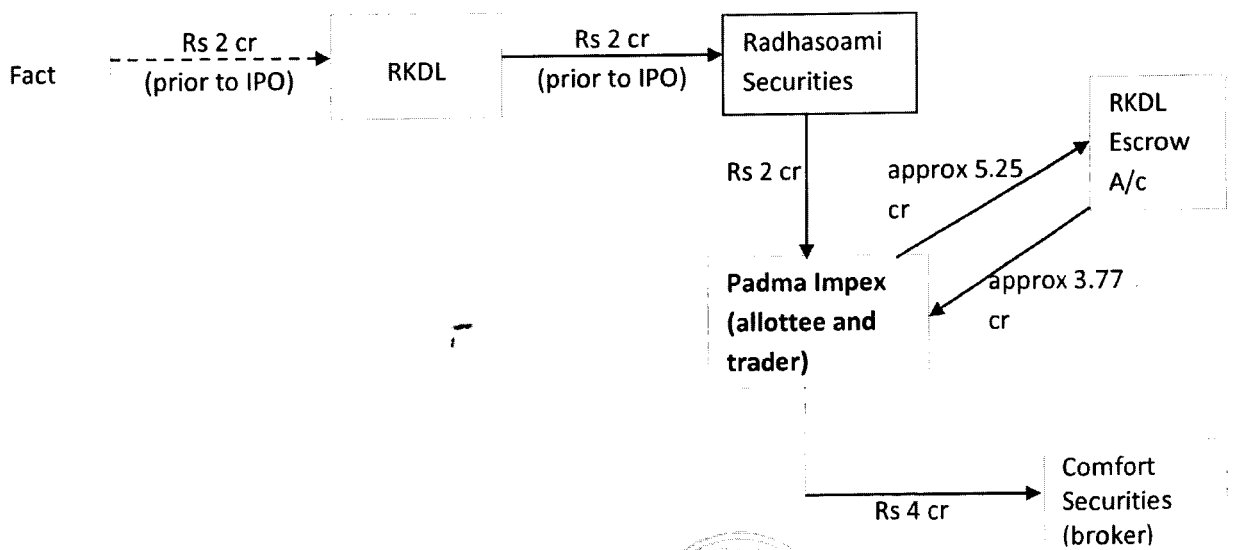 Fact
Rs 2 cr
(prior to IPO)
RKDL
Rs 2 cr
(prior to IPO)
Radhasoami
Securities
RKDL
Escrow
A/c
Rs 2 cr
approx 5.25
cr
approx 3.77
cr
Padma Impex
(allottee and
trader)
Rs 4 cr
Comfort
Securities
(broker)